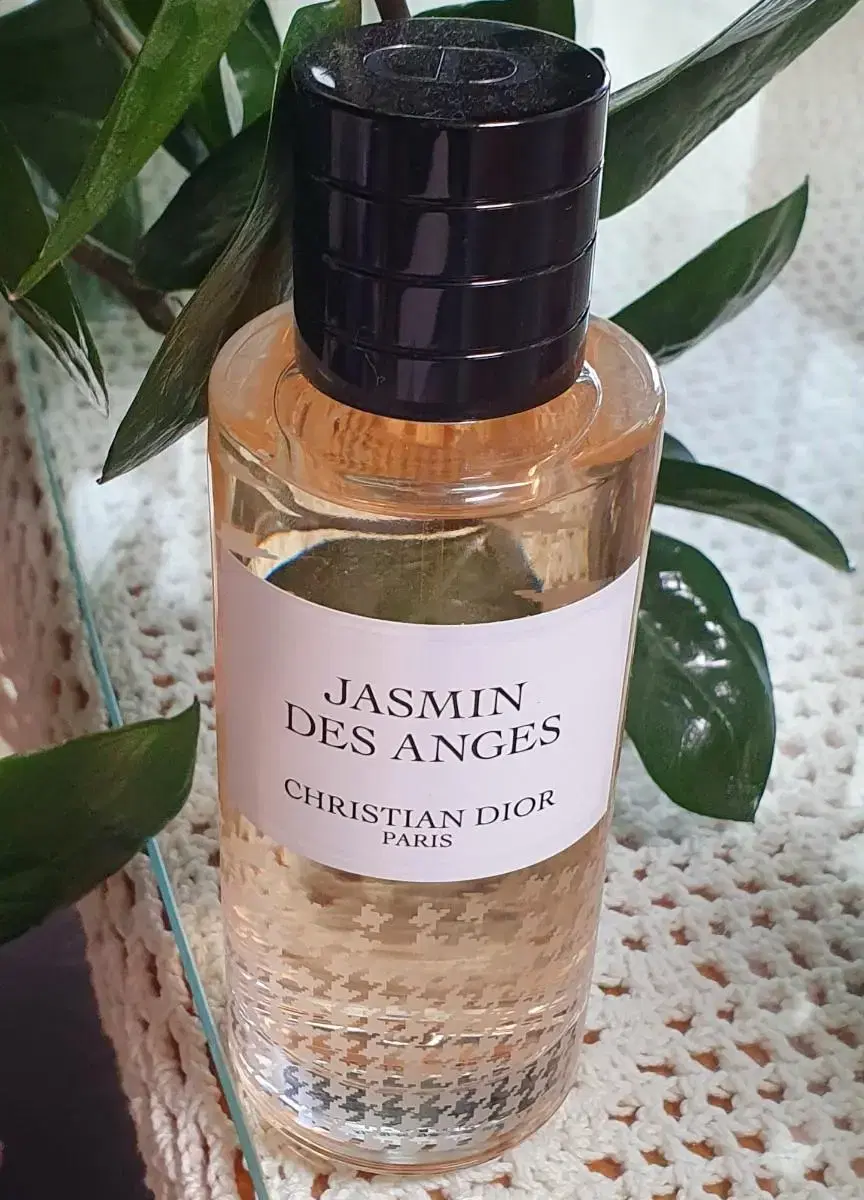 JASMIN
DES ANGES
CHRISTIAN DIOR
PARIS